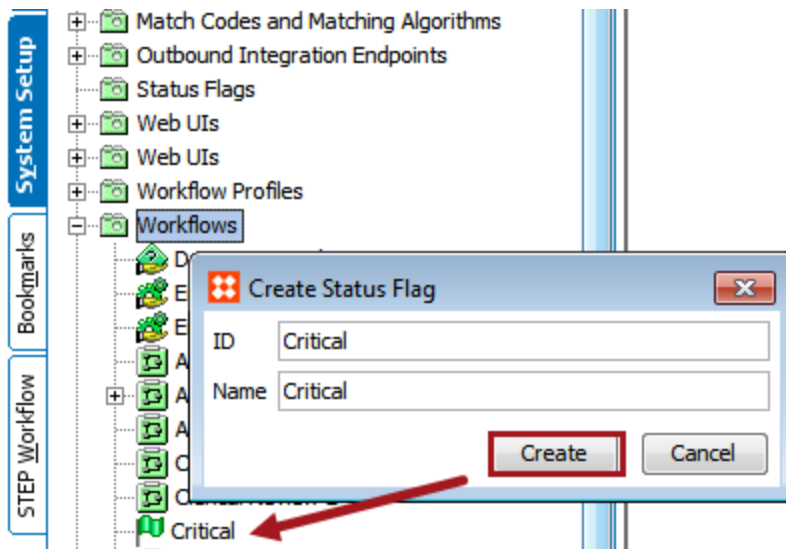 System Setup
Bookmarks
STEP Workflow
Match Codes and Matching Algorithms
Outbound Integration Endpoints
Status Flags
Web UIs
Web UIs
Workflow Profiles
Workflows
D
E
E
A
A
A
C
Critical
Create Status Flag
ID Critical
Name Critical
Create Cancel